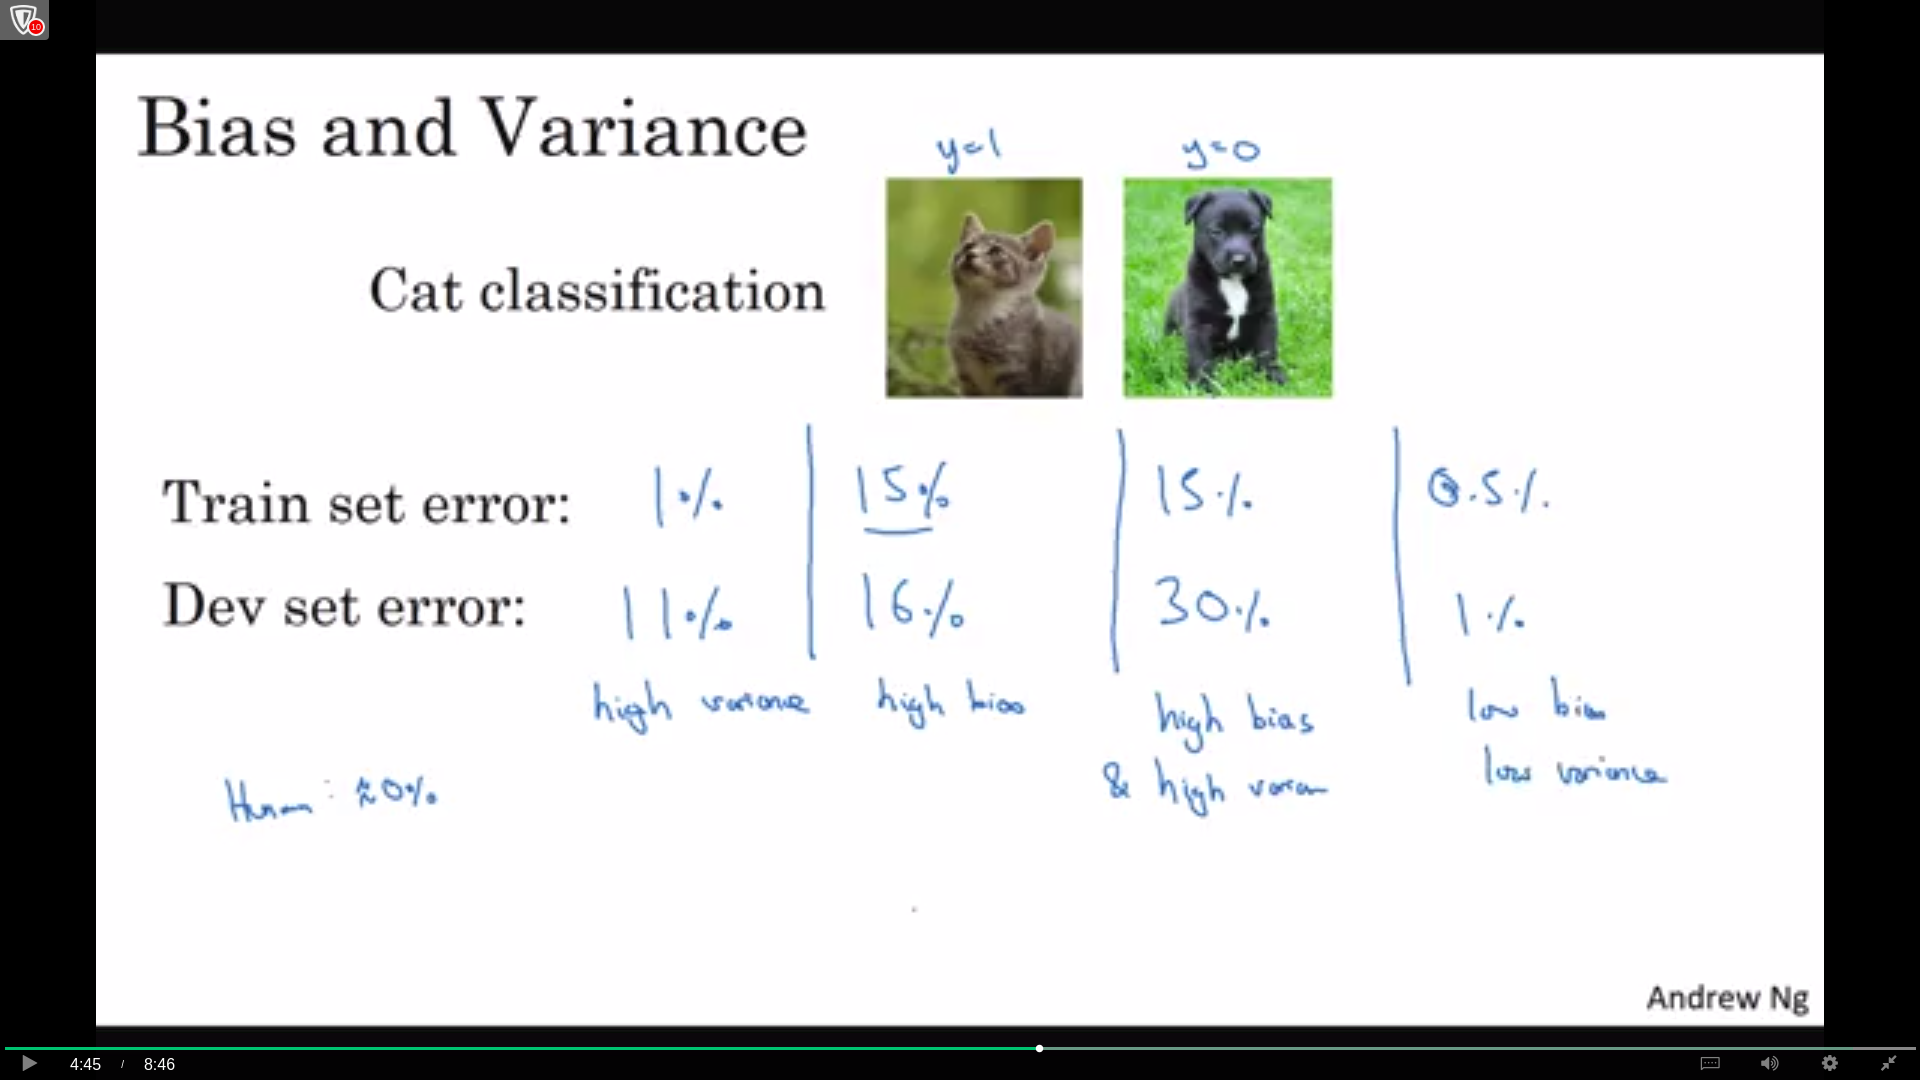 10
Bias and Variance
y=1
y=0
Cat classification
Train set error: 1% 15% 15% 0.5%
Dev set error: 11% 16% 30% 1%
high variance high bias high bias low bias
& high varian low variance
Human: ≈0%
Andrew Ng
4:45 / 8:46